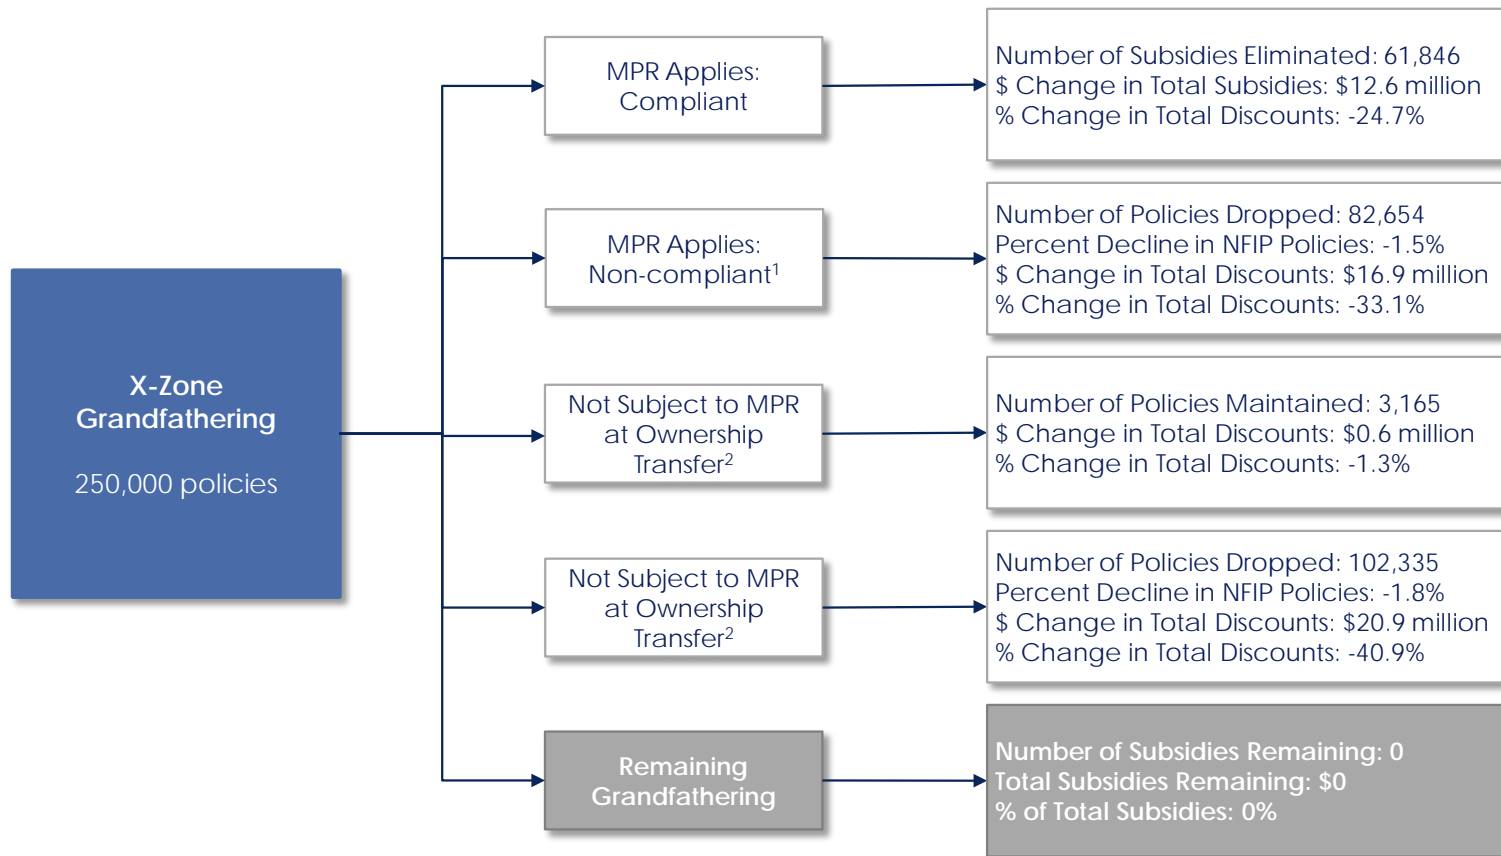 X-Zone
Grandfathering
250,000 policies
MPR Applies:
Compliant
Number of Subsidies Eliminated: 61,846
$ Change in Total Subsidies: $12.6 million
% Change in Total Discounts: -24.7%
MPR Applies:
Non-compliant¹
Number of Policies Dropped: 82,654
Percent Decline in NFIP Policies: -1.5%
$ Change in Total Discounts: $16.9 million
% Change in Total Discounts: -33.1%
Not Subject to MPR
at Ownership
Transfer²
Number of Policies Maintained: 3,165
$ Change in Total Discounts: $0.6 million
% Change in Total Discounts: -1.3%
Not Subject to MPR
at Ownership
Transfer²
Number of Policies Dropped: 102,335
Percent Decline in NFIP Policies: -1.8%
$ Change in Total Discounts: $20.9 million
% Change in Total Discounts: -40.9%
Remaining
Grandfathering
Number of Subsidies Remaining: 0
Total Subsidies Remaining: $0
% of Total Subsidies: 0%